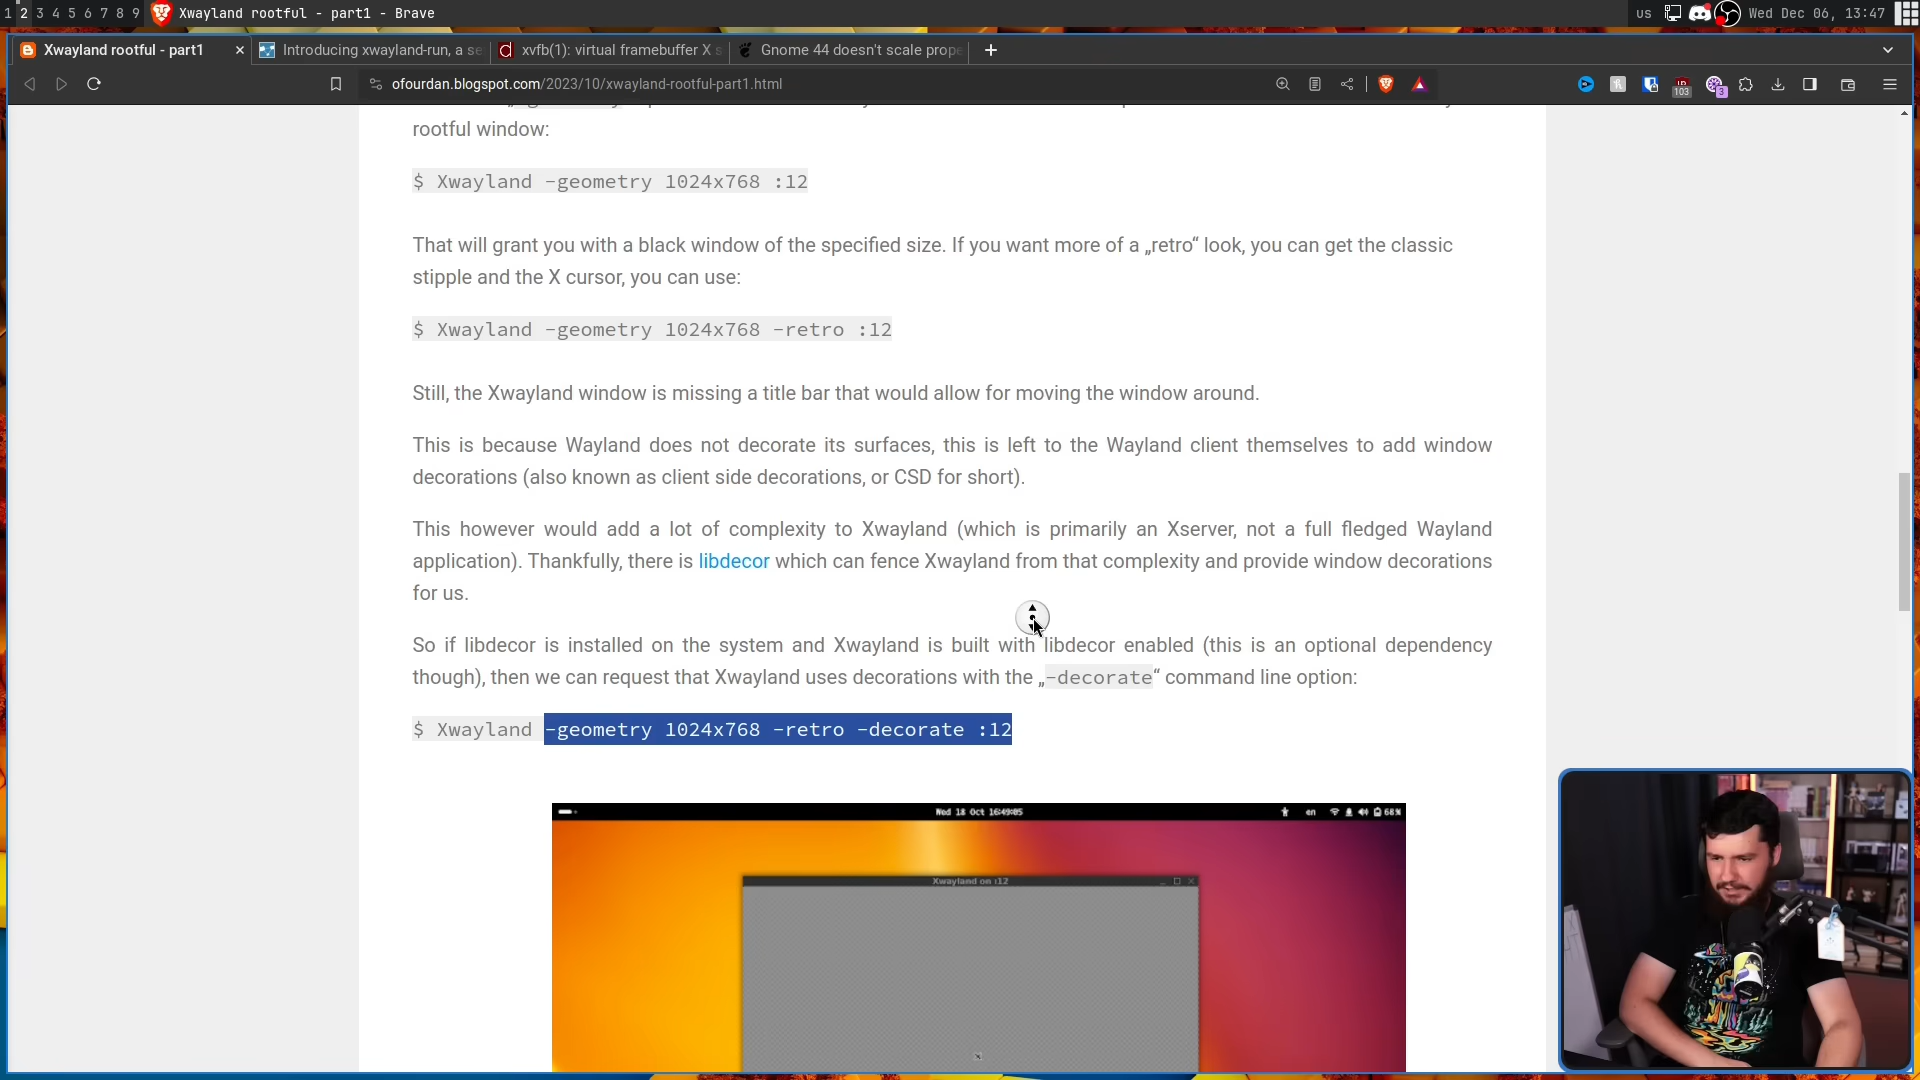 1 2 3 4 5 6 7 8 9 Xwayland rootful - part1 - Brave us Wed Dec 06, 13:47
Xwayland rootful - part1 Introducing xwayland-run, a se xvfb(1): virtual framebuffer X s Gnome 44 doesn't scale prope
ofourdan.blogspot.com/2023/10/xwayland-rootful-part1.html 103 3
rootful window:
$ Xwayland -geometry 1024x768 :12
That will grant you with a black window of the specified size. If you want more of a „retro“ look, you can get the classic
stipple and the X cursor, you can use:
$ Xwayland -geometry 1024x768 -retro :12
Still, the Xwayland window is missing a title bar that would allow for moving the window around.
This is because Wayland does not decorate its surfaces, this is left to the Wayland client themselves to add window
decorations (also known as client side decorations, or CSD for short).
This however would add a lot of complexity to Xwayland (which is primarily an Xserver, not a full fledged Wayland
application). Thankfully, there is libdecor which can fence Xwayland from that complexity and provide window decorations
for us.
So if libdecor is installed on the system and Xwayland is built with libdecor enabled (this is an optional dependency
though), then we can request that Xwayland uses decorations with the „-decorate“ command line option:
$ Xwayland -geometry 1024x768 -retro -decorate :12
Wed 18 Oct 16:49:05 en 66%
Xwayland on :12